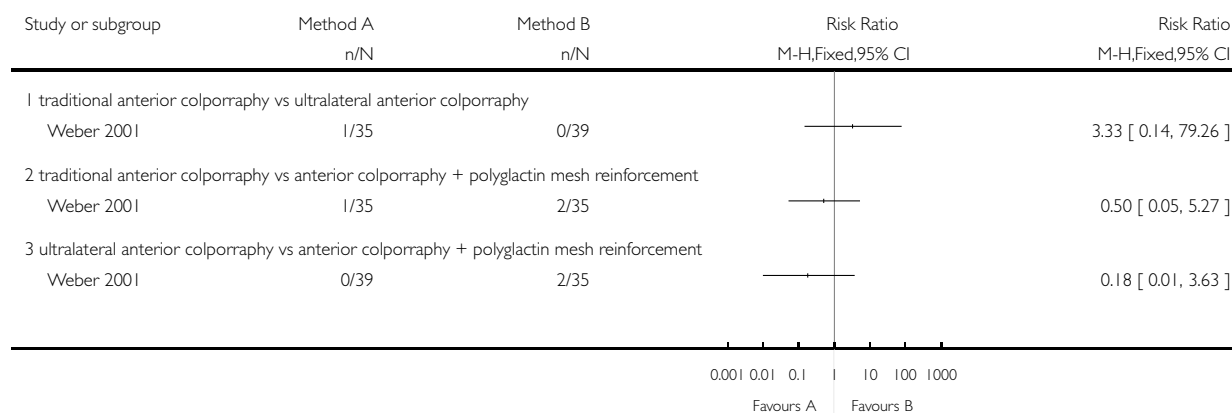 Study or subgroup Method A Method B Risk Ratio Risk Ratio
n/N n/N M-H,Fixed,95% CI M-H,Fixed,95% CI
1 traditional anterior colporraphy vs ultralateral anterior colporraphy
Weber 2001 1/35 0/39 3.33 [ 0.14, 79.26 ]
2 traditional anterior colporraphy vs anterior colporraphy + polyglactin mesh reinforcement
Weber 2001 1/35 2/35 0.50 [ 0.05, 5.27 ]
3 ultralateral anterior colporraphy vs anterior colporraphy + polyglactin mesh reinforcement
Weber 2001 0/39 2/35 0.18 [ 0.01, 3.63 ]
0.001 0.01 0.1 1 10 100 1000
Favours A Favours B